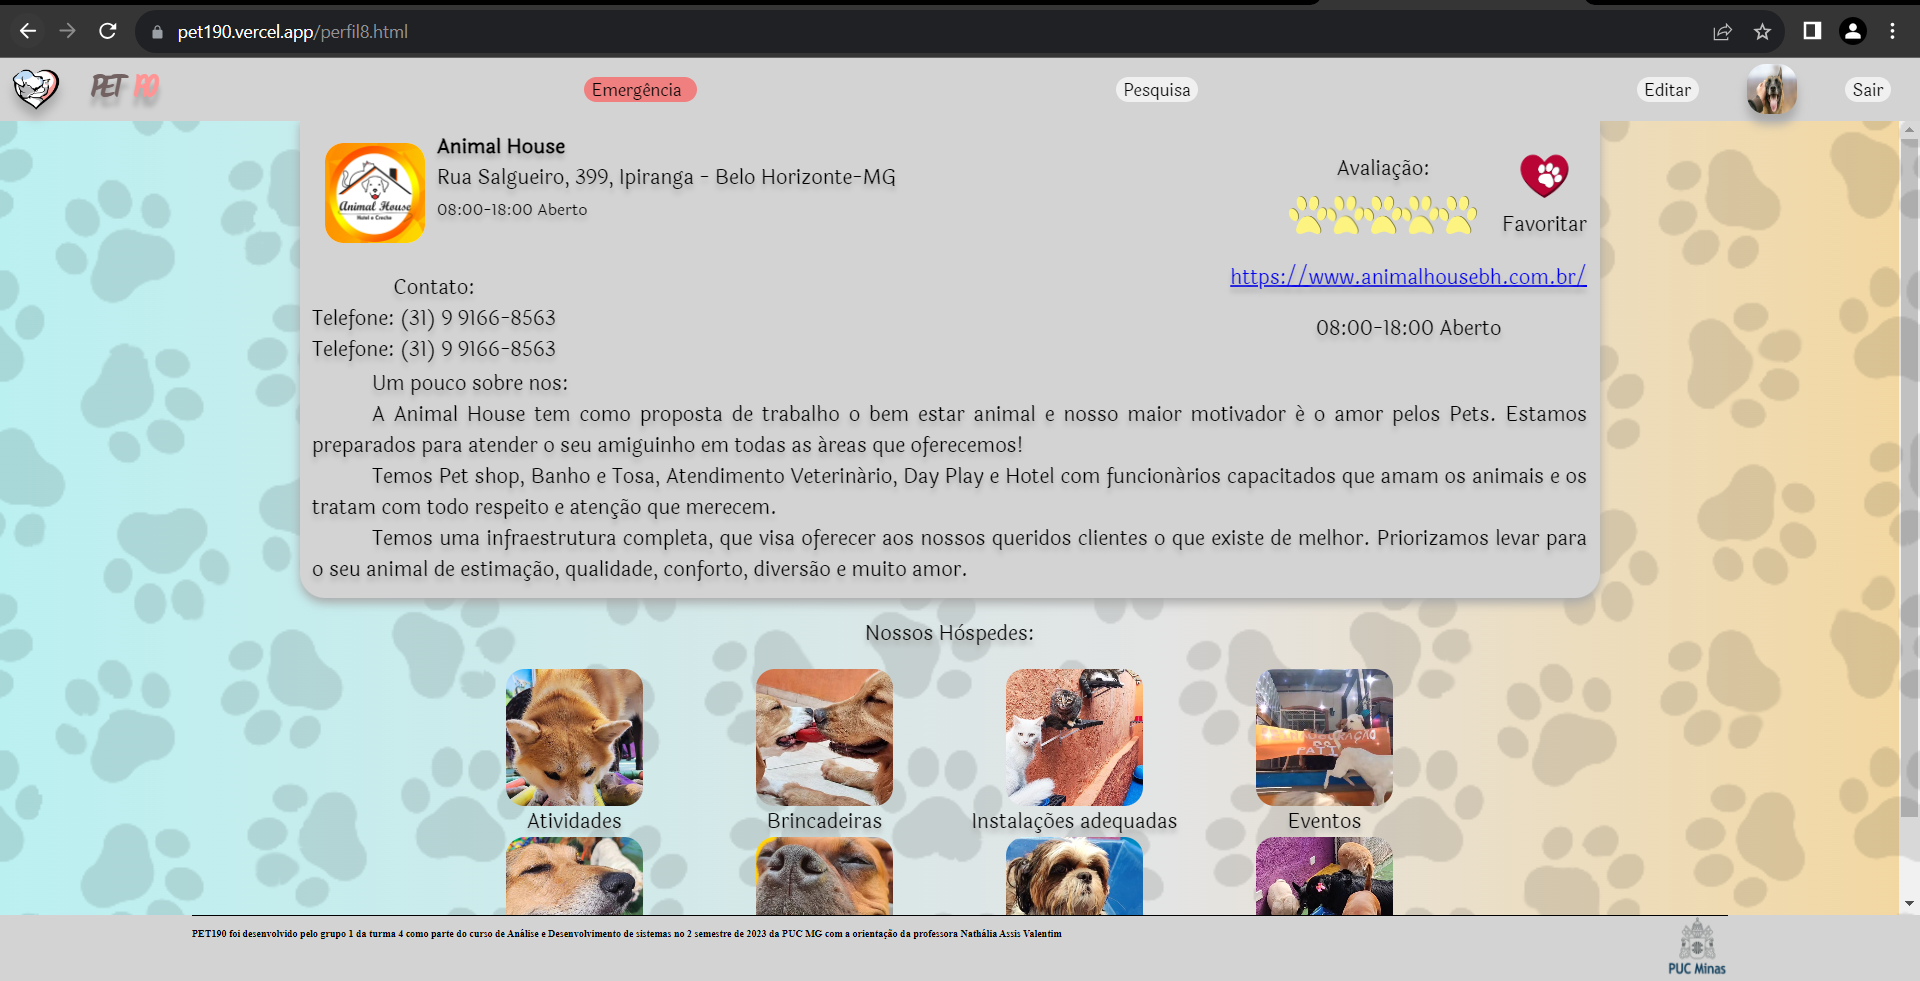 pet190.vercel.app/perfil8.html
PET 190
Emergência
Pesquisa
Editar
Sair
Animal House
Hotel e Creche
Animal House
Rua Salgueiro, 399, Ipiranga - Belo Horizonte-MG
08:00-18:00 Aberto
Avaliação:
Favoritar
https://www.animalhousebh.com.br/
08:00-18:00 Aberto
Contato:
Telefone: (31) 9 9166-8563
Telefone: (31) 9 9166-8563
Um pouco sobre nos:
A Animal House tem como proposta de trabalho o bem estar animal e nosso maior motivador è o amor pelos Pets. Estamos
preparados para atender o seu amiguinho em todas as àreas que oferecemos!
Temos Pet shop, Banho e Tosa, Atendimento Veterinàrio, Day Play e Hotel com funcionàrios capacitados que amam os animais e os
tratam com todo respeito e atenção que merecem.
Temos uma infraestrutura completa, que visa oferecer aos nossos queridos clientes o que existe de melhor. Priorizamos levar para
o seu animal de estimação, qualidade, conforto, diversão e muito amor.
Nossos Hóspedes:
Atividades
Brincadeiras
Instalações adequadas
Eventos
PET190 foi desenvolvido pelo grupo 1 da turma 4 como parte do curso de Análise e Desenvolvimento de sistemas no 2 semestre de 2023 da PUC MG com a orientação da professora Nathália Assis Valentim
PUC Minas